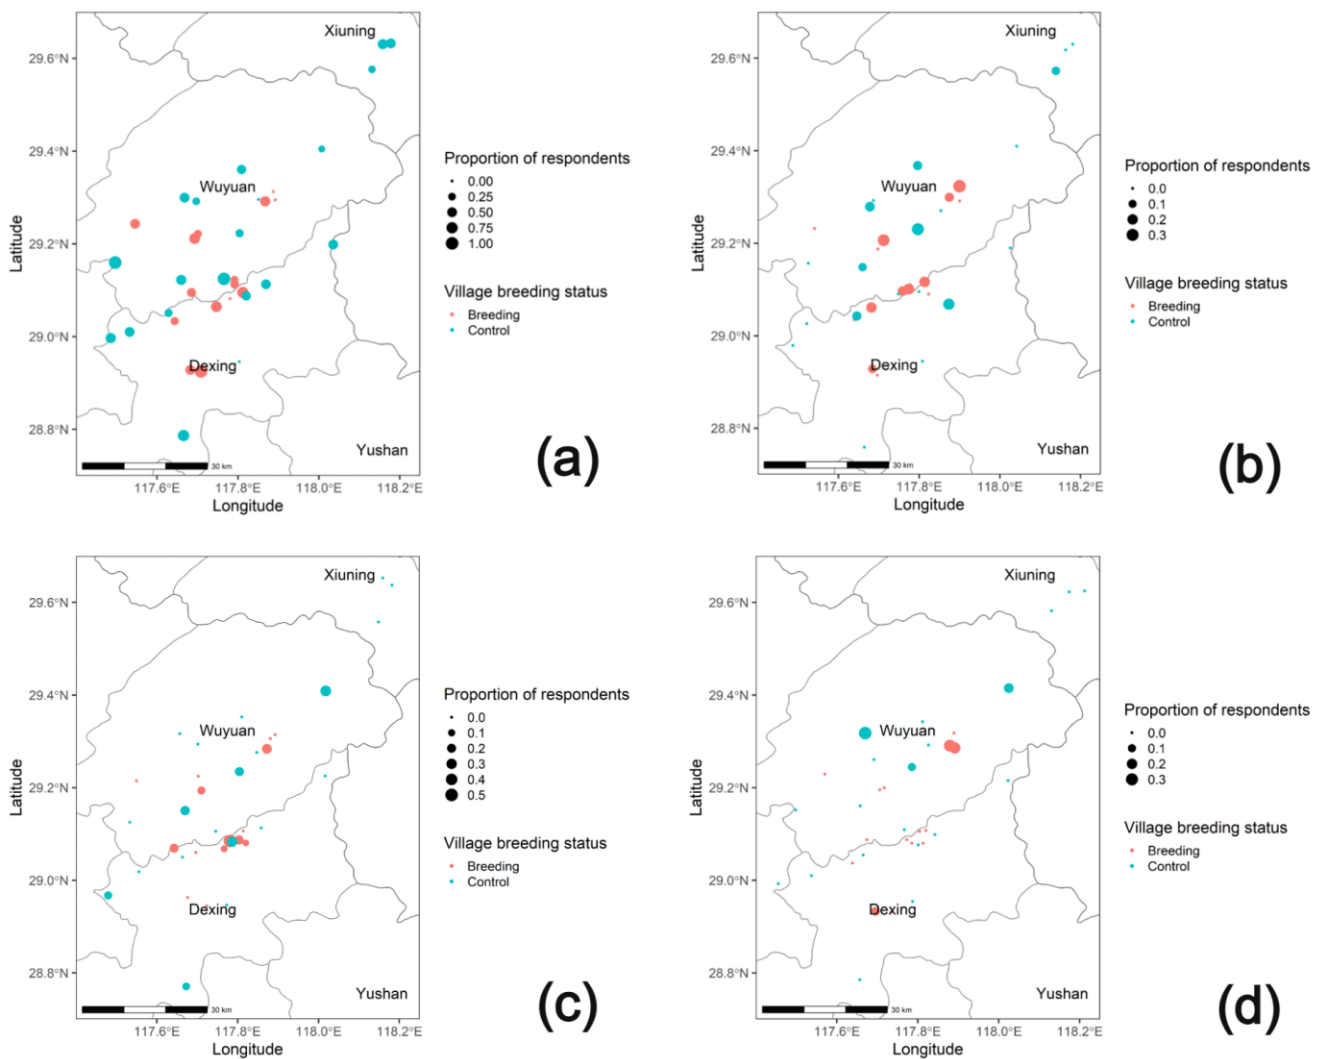 Xiuning
29.6°N
29.4°N
Wuyuan
29.2°N
29.0°N
Dexing
28.8°N
Yushan
30 km
117.6°E 117.8°E 118.0°E 118.2°E
Longitude
Latitude
Proportion of respondents
0.00
0.25
0.50
0.75
1.00
Village breeding status
Breeding
Control
(a)
Xiuning
29.6°N
29.4°N
Wuyuan
29.2°N
29.0°N
Dexing
28.8°N
Yushan
30 km
117.6°E 117.8°E 118.0°E 118.2°E
Longitude
Latitude
Proportion of respondents
0.0
0.1
0.2
0.3
Village breeding status
Breeding
Control
(b)
Xiuning
29.6°N
29.4°N
Wuyuan
29.2°N
29.0°N
Dexing
28.8°N
Yushan
30 km
117.6°E 117.8°E 118.0°E 118.2°E
Longitude
Latitude
Proportion of respondents
0.0
0.1
0.2
0.3
0.4
0.5
Village breeding status
Breeding
Control
(c)
Xiuning
29.6°N
29.4°N
Wuyuan
29.2°N
29.0°N
Dexing
28.8°N
Yushan
30 km
117.6°E 117.8°E 118.0°E 118.2°E
Longitude
Latitude
Proportion of respondents
0.0
0.1
0.2
0.3
Village breeding status
Breeding
Control
(d)